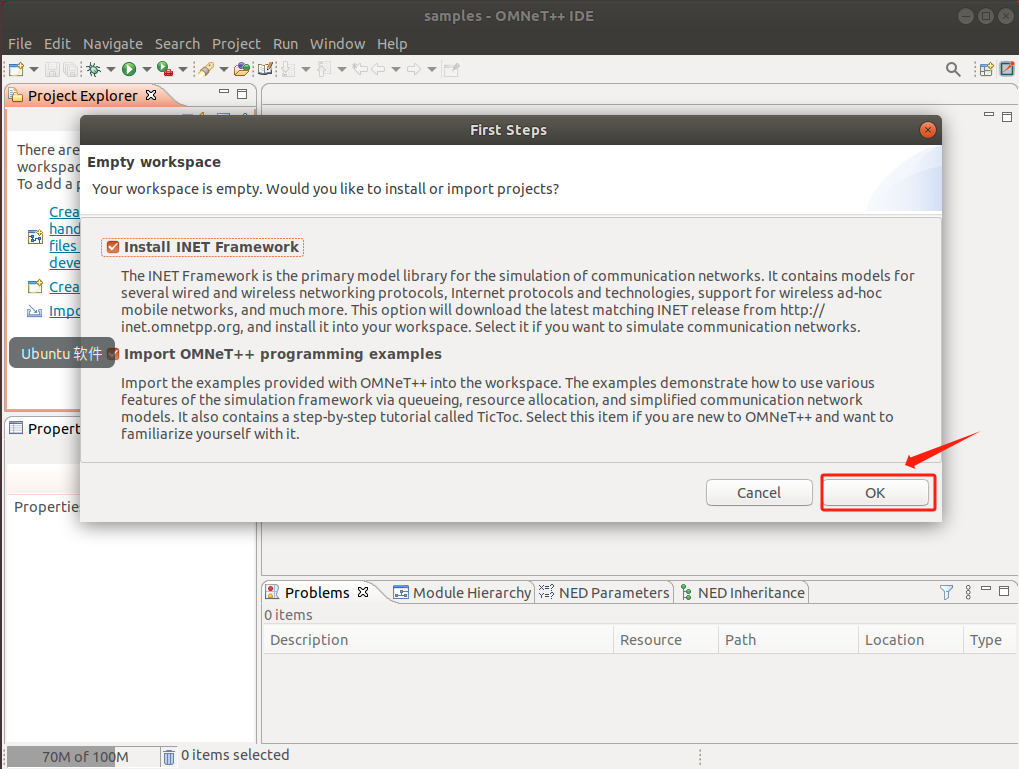 samples - OMNeT++ IDE
File Edit Navigate Search Project Run Window Help
Project Explorer
There are
workspac
To add a p
Crea
hand
files
deve
Crea
Impo
Ubuntu 软件
First Steps
Empty workspace
Your workspace is empty. Would you like to install or import projects?
Install INET Framework
The INET Framework is the primary model library for the simulation of communication networks. It contains models for
several wired and wireless networking protocols, Internet protocols and technologies, support for wireless ad-hoc
mobile networks, and much more. This option will download the latest matching INET release from http://
inet.omnetpp.org, and install it into your workspace. Select it if you want to simulate communication networks.
Import OMNeT++ programming examples
Import the examples provided with OMNeT++ into the workspace. The examples demonstrate how to use various
features of the simulation framework via queueing, resource allocation, and simplified communication network
models. It also contains a step-by-step tutorial called TicToc. Select this item if you are new to OMNeT++ and want to
familiarize yourself with it.
Cancel OK
Propert
Propertie
Problems Module Hierarchy NED Parameters NED Inheritance
0 items
Description Resource Path Location Type
70M of 100M 0 items selected